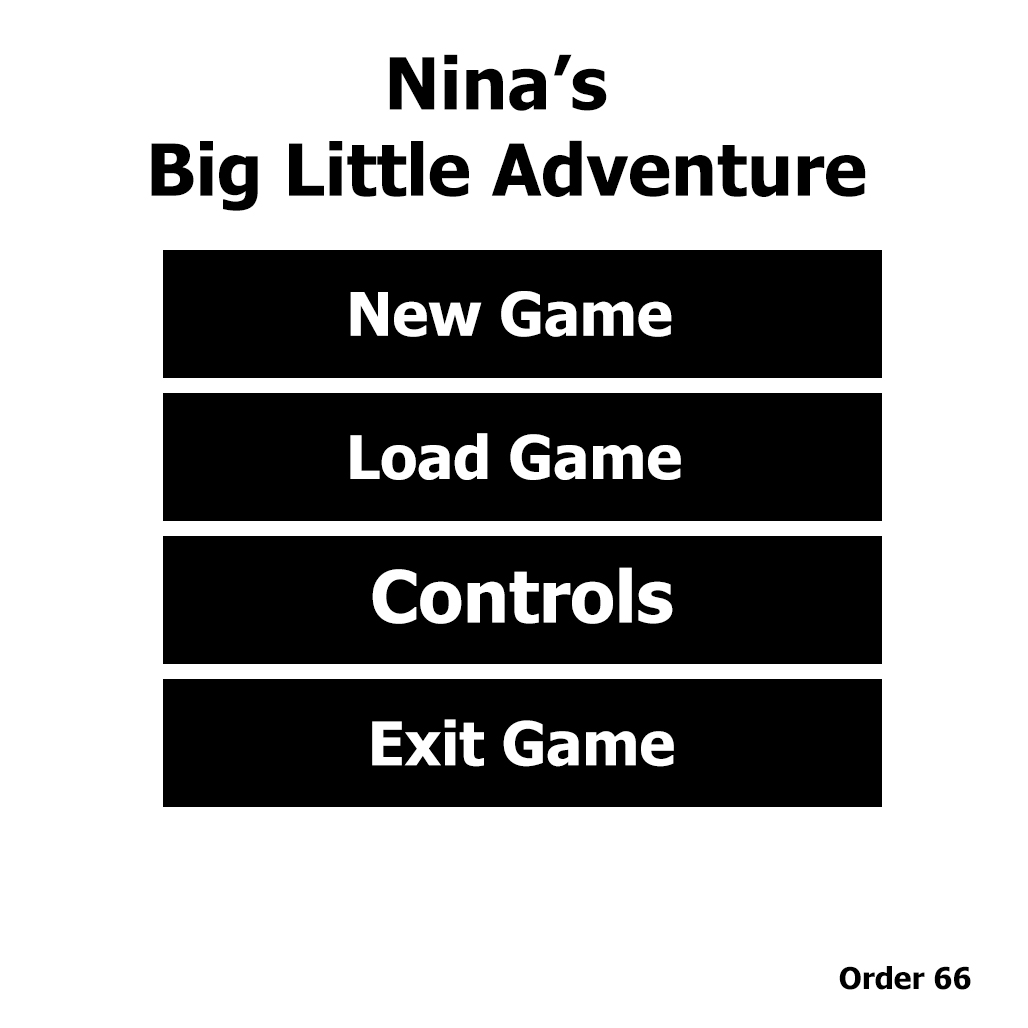 Nina’s
Big Little Adventure
New Game
Load Game
Controls
Exit Game
Order 66